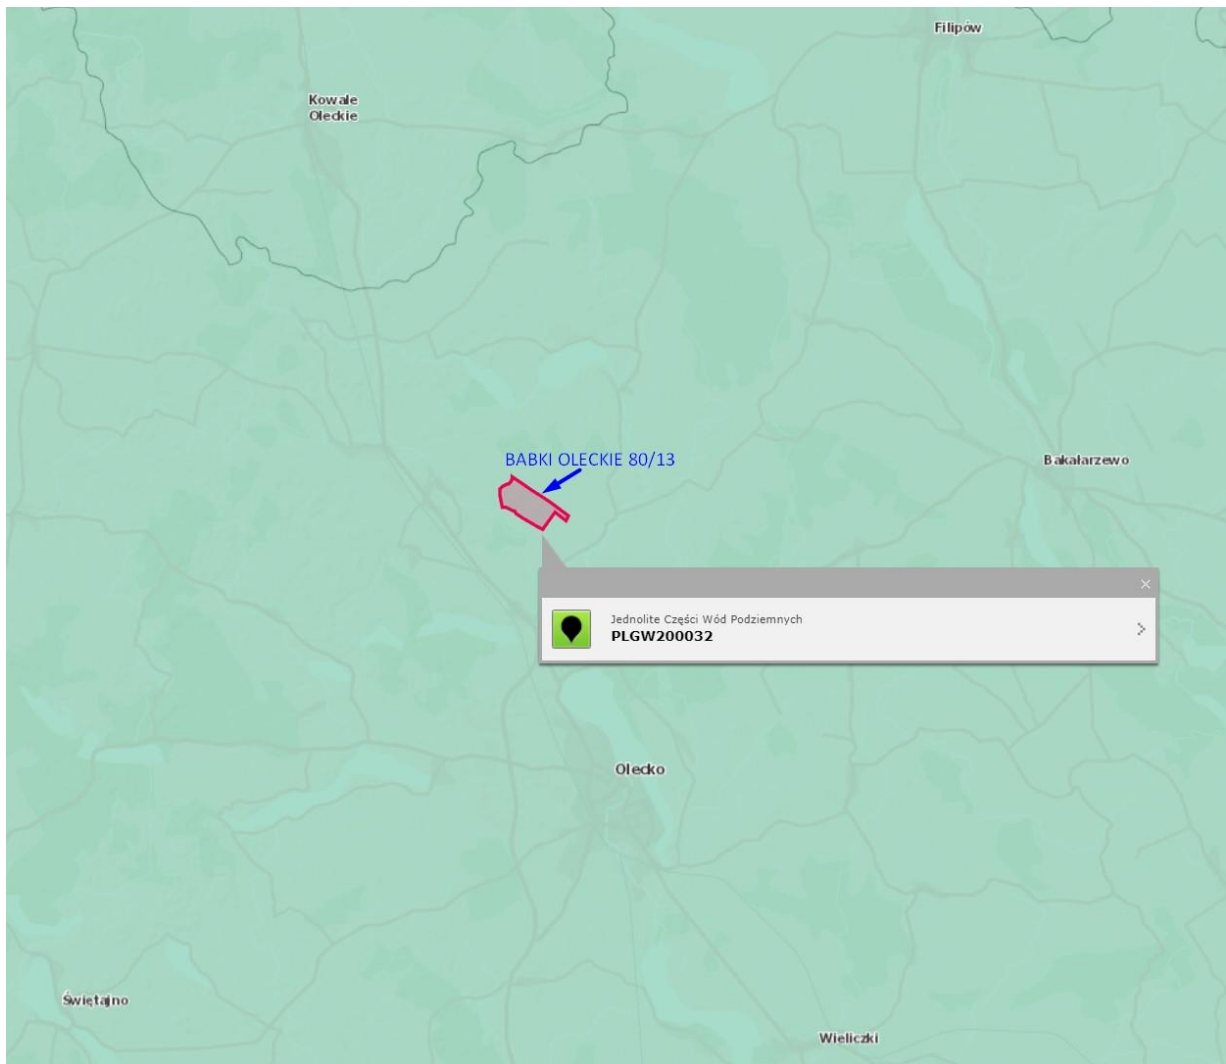 Filipów
Kowale
Oleckie
BABKI OLECKIE 80/13
Bakałarzewo
Jednolite Części Wód Podziemnych
PLGW200032
Olecko
Świętajno
Wieliczki